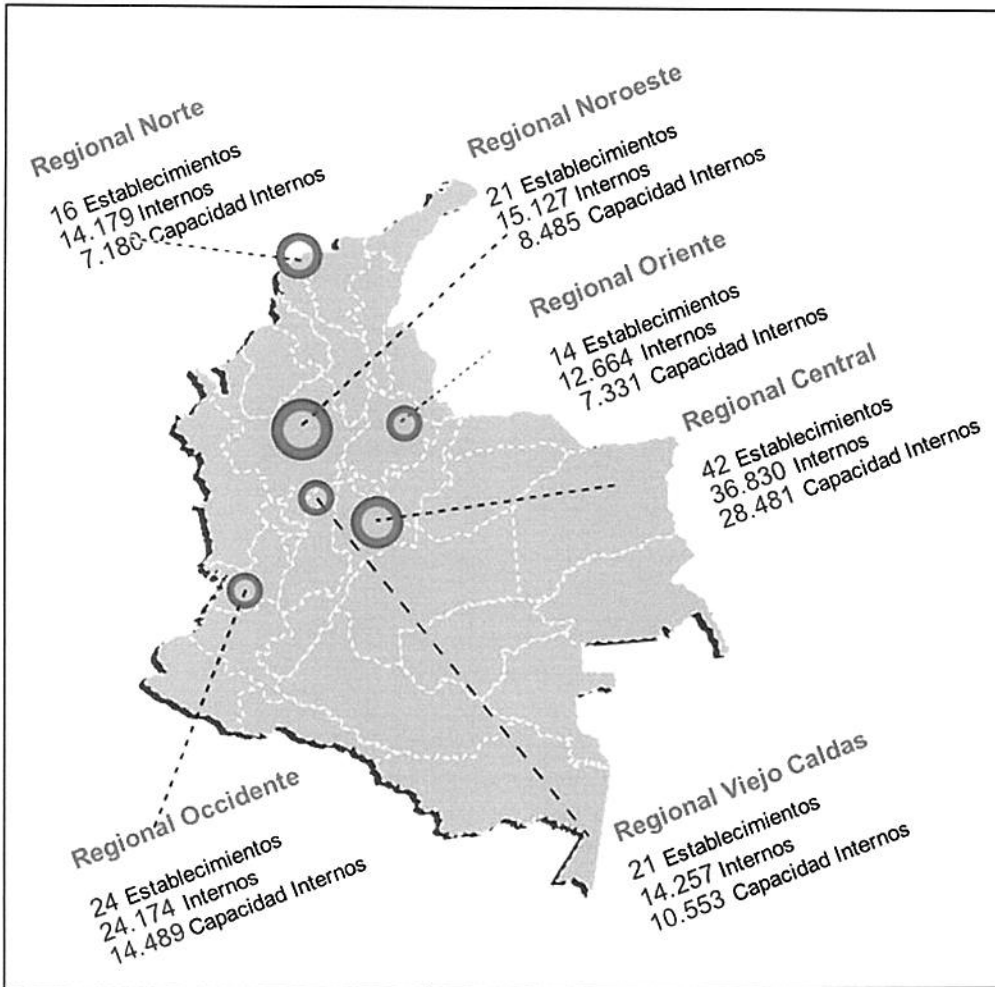 Regional Norte
16 Establecimientos
14.179 Internos
7.180 Capacidad Internos
Regional Noroeste
21 Establecimientos
15.127 Internos
8.485 Capacidad Internos
Regional Oriente
14 Establecimientos
12.664 Internos
7.331 Capacidad Internos
Regional Central
42 Establecimientos
36.830 Internos
28.481 Capacidad Internos
Regional Occidente
24 Establecimientos
24.174 Internos
14.489 Capacidad Internos
Regional Viejo Caldas
21 Establecimientos
14.257 Internos
10.553 Capacidad Internos